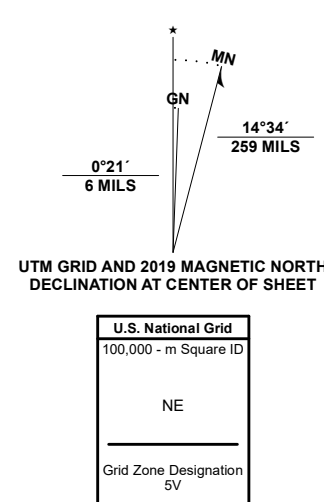 ★
MN
GN
14°34´
259 MILS
0°21´
6 MILS
UTM GRID AND 2019 MAGNETIC NORTH
DECLINATION AT CENTER OF SHEET
U.S. National Grid
100,000 - m Square ID
NE
Grid Zone Designation
5V